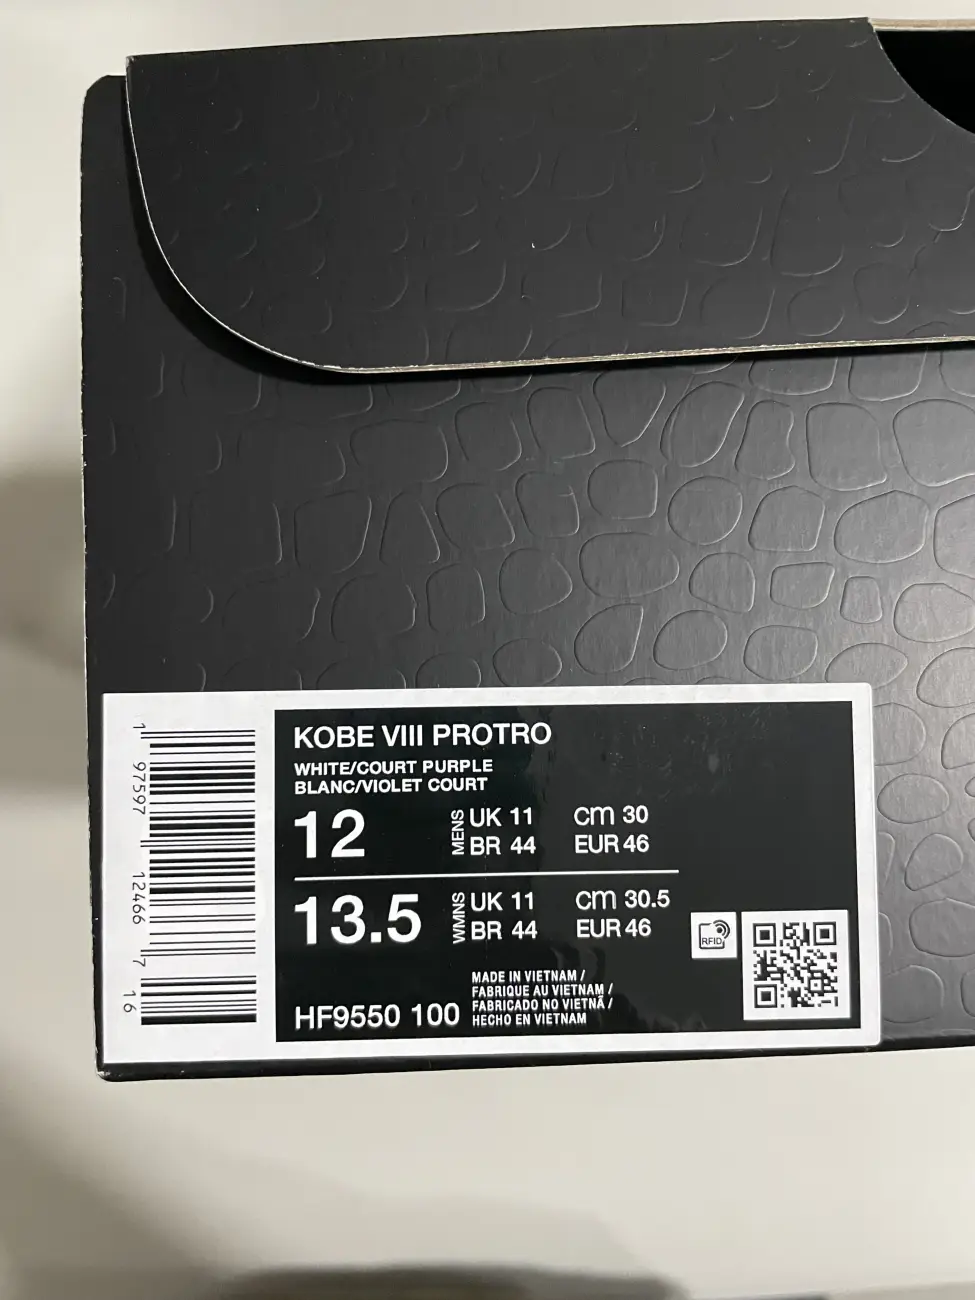 KOBE VIII PROTRO
WHITE/COURT PURPLE
BLANC/VIOLET COURT
12 MENS UK 11 cm 30
BR 44 EUR 46
13.5 WMNS UK 11 cm 30.5
BR 44 EUR 46
HF9550 100
MADE IN VIETNAM /
FABRIQUE AU VIETNAM /
FABRICADO NO VIETNÃ /
HECHO EN VIETNAM
RFID
1 97597 12466 7 16